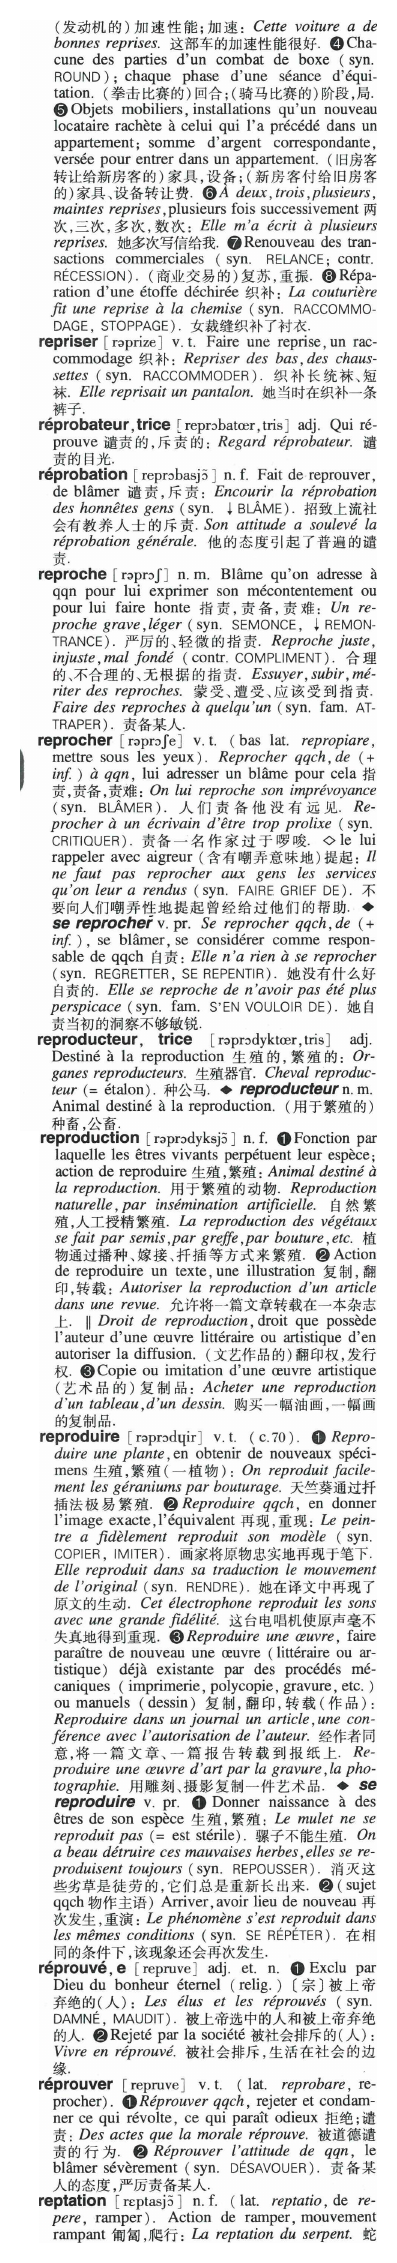 (发动机的) 加速性能; 加速: Cette voiture a de
bonnes reprises. 这部车的加速性能很好. ❹ Cha-
cune des parties d'un combat de boxe (syn.
ROUND); chaque phase d'une séance d'équi-
tation. (拳击比赛的)回合;(骑马比赛的)阶段,局.
❺ Objets mobiliers, installations qu'un nouveau
locataire rachète à celui qui l'a précédé dans un
appartement; somme d'argent correspondante,
versée pour entrer dans un appartement. (旧房客
转让给新房客的)家具,设备;(新房客付给旧房客
的)家具、设备转让费. ❻ À deux, trois, plusieurs,
maintes reprises, plusieurs fois successivement 两
次,三次,多次,数次: Elle m'a écrit à plusieurs
reprises. 她多次写信给我. ❼ Renouveau des tran-
sactions commerciales (syn. RELANCE; contr.
RÉCESSION). (商业交易的)复苏,重振. ❽ Répa-
ration d'une étoffe déchirée 织补: La couturière
fit une reprise à la chemise (syn. RACCOMMO-
DAGE, STOPPAGE). 女裁缝织补了衬衣.
repriser [rəprize] v.t. Faire une reprise, un rac-
commodage 织补: Repriser des bas, des chaus-
settes (syn. RACCOMMODER). 织补长统袜、短
袜. Elle reprisait un pantalon. 她当时在织补一条
裤子.
réprobateur, trice [reprɔbatœr, tris] adj. Qui ré-
prouve 谴责的,斥责的: Regard réprobateur. 谴
责的目光.
réprobation [reprɔbasjɔ̃] n.f. Fait de reprouver,
de blâmer 谴责,斥责: Encourir la réprobation
des honnêtes gens (syn. ↓BLÂME). 招致上流社
会有教养人士的斥责. Son attitude a soulevé la
réprobation générale. 他的态度引起了普遍的谴
责.
reproche [rəprɔʃ] n.m. Blâme qu'on adresse à
qqn pour lui exprimer son mécontentement ou
pour lui faire honte 指责,责备,责难: Un re-
proche grave, léger (syn. SEMONCE, ↓REMON-
TRANCE). 严厉的、轻微的指责. Reproche juste,
injuste, mal fondé (contr. COMPLIMENT). 合理
的、不合理的、无根据的指责. Essuyer, subir, mé-
riter des reproches. 蒙受、遭受、应该受到指责.
Faire des reproches à quelqu'un (syn. fam. AT-
TRAPER). 责备某人.
reprocher [rəprɔʃe] v.t. (bas lat. repropiare,
mettre sous les yeux). Reprocher qqch, de (+
inf.) à qqn, lui adresser un blâme pour cela 指
责,责备,责难: On lui reproche son imprévoyance
(syn. BLÂMER). 人们责备他没有远见. Re-
procher à un écrivain d'être trop prolixe (syn.
CRITIQUER). 责备一名作家过于啰唆. ◇ le lui
rappeler avec aigreur (含有嘲弄意味地)提起: Il
ne faut pas reprocher aux gens les services
qu'on leur a rendus (syn. FAIRE GRIEF DE). 不
要向人们嘲弄性地提起曾经给过他们的帮助. ◆
se reprocher v. pr. Se reprocher qqch, de (+
inf.), se blâmer, se considérer comme respon-
sable de qqch 自责: Elle n'a rien à se reprocher
(syn. REGRETTER, SE REPENTIR). 她没有什么好
自责的. Elle se reproche de n'avoir pas été plus
perspicace (syn. fam. S'EN VOULOIR DE). 她自
责当初的洞察不够敏锐.
reproducteur, trice [rəprɔdyktœr, tris] adj.
Destiné à la reproduction 生殖的,繁殖的: Or-
ganes reproducteurs. 生殖器官. Cheval reproduc-
teur (= étalon). 种公马. ◆ reproducteur n.m.
Animal destiné à la reproduction. (用于繁殖的)
种畜,公畜.
reproduction [rəprɔdyksjɔ̃] n.f. ❶ Fonction par
laquelle les êtres vivants perpétuent leur espèce;
action de reproduire 生殖,繁殖: Animal destiné à
la reproduction. 用于繁殖的动物. Reproduction
naturelle, par insémination artificielle. 自然繁
殖,人工授精繁殖. La reproduction des végétaux
se fait par semis, par greffe, par bouture, etc. 植
物通过播种、嫁接、扦插等方式来繁殖. ❷ Action
de reproduire un texte, une illustration 复制,翻
印,转载: Autoriser la reproduction d'un article
dans une revue. 允许将一篇文章转载在一本杂志
上. ‖ Droit de reproduction, droit que possède
l'auteur d'une œuvre littéraire ou artistique d'en
autoriser la diffusion. (文艺作品的)翻印权,发行
权. ❸ Copie ou imitation d'une œuvre artistique
(艺术品的)复制品: Acheter une reproduction
d'un tableau, d'un dessin. 购买一幅油画,一幅画
的复制品.
reproduire [rəprɔdɥir] v.t. (c.70). ❶ Repro-
duire une plante, en obtenir de nouveaux spéci-
mens 生殖,繁殖(一植物): On reproduit facile-
ment les géraniums par bouturage. 天竺葵通过扦
插法极易繁殖. ❷ Reproduire qqch, en donner
l'image exacte, l'équivalent 再现,重现: Le pein-
tre a fidèlement reproduit son modèle (syn.
COPIER, IMITER). 画家将原物忠实地再现于笔下.
Elle reproduit dans sa traduction le mouvement
de l'original (syn. RENDRE). 她在译文中再现了
原文的生动. Cet électrophone reproduit les sons
avec une grande fidélité. 这台电唱机使原声毫不
失真地得到重现. ❸ Reproduire une œuvre, faire
paraître de nouveau une œuvre (littéraire ou ar-
tistique) déjà existante par des procédés mé-
caniques (imprimerie, polycopie, gravure, etc.)
ou manuels (dessin) 复制,翻印,转载(作品):
Reproduire dans un journal un article, une con-
férence avec l'autorisation de l'auteur. 经作者同
意,将一篇文章、一篇报告转载到报纸上. Re-
produire une œuvre d'art par la gravure, la pho-
tographie. 用雕刻、摄影复制一件艺术品. ◆ se
reproduire v. pr. ❶ Donner naissance à des
êtres de son espèce 生殖,繁殖: Le mulet ne se
reproduit pas (= est stérile). 骡子不能生殖. On
a beau détruire ces mauvaises herbes, elles se re-
produisent toujours (syn. REPOUSSER). 消灭这
些劣草是徒劳的,它们总是重新长出来. ❷ (sujet
qqch 物作主语) Arriver, avoir lieu de nouveau 再
次发生,重演: Le phénomène s'est reproduit dans
les mêmes conditions (syn. SE RÉPÉTER). 在相
同的条件下,该现象还会再次发生.
réprouvé, e [repruve] adj. et. n. ❶ Exclu par
Dieu du bonheur éternel (relig.) 〔宗〕被上帝
弃绝的(人): Les élus et les réprouvés (syn.
DAMNÉ, MAUDIT). 被上帝选中的人和被上帝弃绝
的人. ❷ Rejeté par la société 被社会排斥的(人):
Vivre en réprouvé. 被社会排斥,生活在社会的边
缘.
réprouver [repruve] v.t. (lat. reprobare, re-
procher). ❶ Réprouver qqch, rejeter et condam-
ner ce qui révolte, ce qui paraît odieux 拒绝;谴
责: Des actes que la morale réprouve. 被道德谴
责的行为. ❷ Réprouver l'attitude de qqn, le
blâmer sévèrement (syn. DÉSAVOUER). 责备某
人的态度,严厉责备某人.
reptation [rɛptasjɔ̃] n.f. (lat. reptatio, de re-
pere, ramper). Action de ramper, mouvement
rampant 匍匐,爬行: La reptation du serpent. 蛇